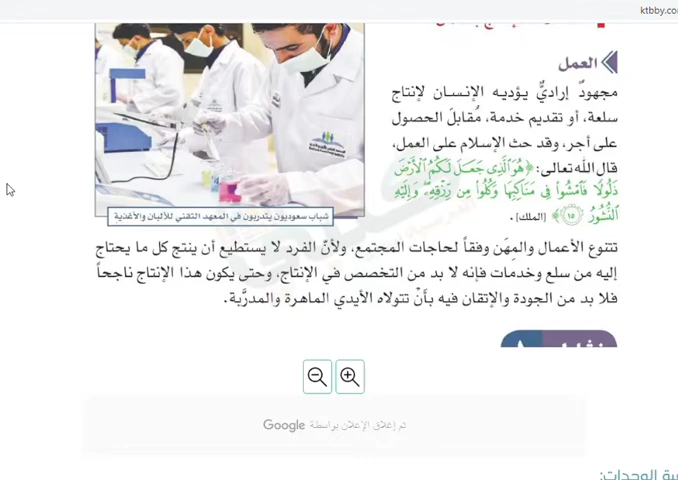 ktbby.co
العمل
مجهودٌ إراديٌّ يؤديه الإنسان لإنتاج
سلعة، أو تقديم خدمة، مُقابلَ الحصول
على أجر، وقد حث الإسلام على العمل،
قال الله تعالى: ﴿هُوَ ٱلَّذِى جَعَلَ لَكُمُ ٱلْأَرْضَ
ذَلُولًا فَٱمْشُوا۟ فِى مَنَاكِبِهَا وَكُلُوا۟ مِن رِّزْقِهِۦ ۖ وَإِلَيْهِ
ٱلنُّشُورُ ۝١٥﴾ [الملك].
شباب سعوديون يتدربون في المعهد التقني للألبان والأغذية
تتنوع الأعمال والمِهَن وفقاً لحاجات المجتمع، ولأنّ الفرد لا يستطيع أن ينتج كل ما يحتاج
إليه من سلع وخدمات فإنه لا بد من التخصص في الإنتاج، وحتى يكون هذا الإنتاج ناجحاً
فلا بد من الجودة والإتقان فيه بأنّ تتولاه الأيدي الماهرة والمدرَّبة.
تم إغلاق الإعلان بواسطة Google
الوحدات: